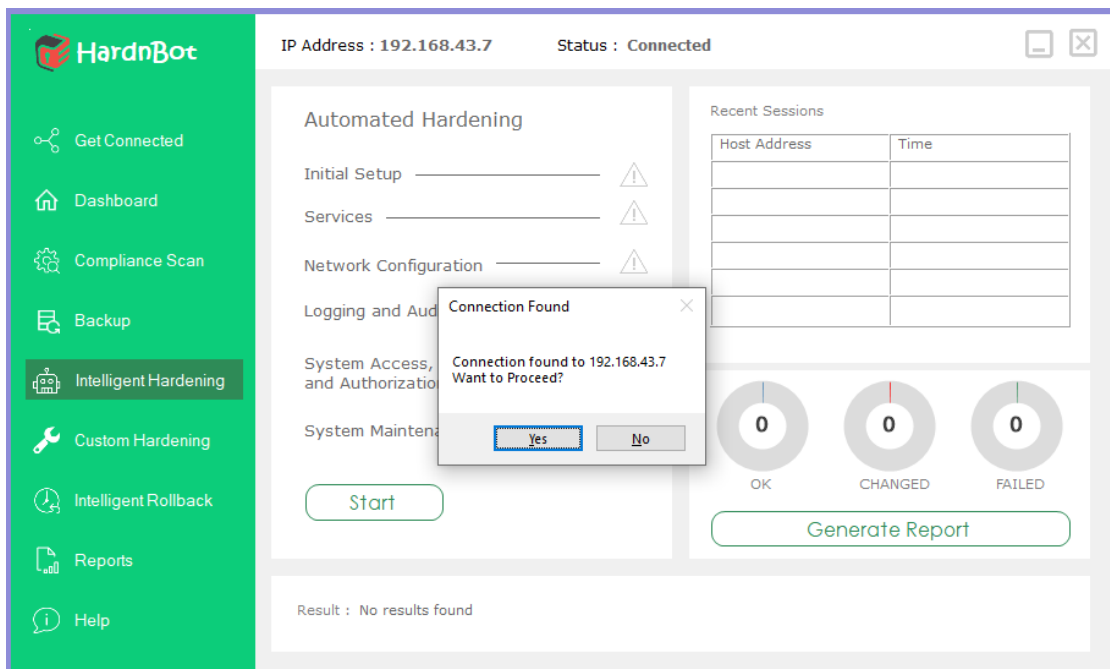 HardnBot
IP Address : 192.168.43.7 Status : Connected
Get Connected
Dashboard
Compliance Scan
Backup
Intelligent Hardening
Custom Hardening
Intelligent Rollback
Reports
Help
Automated Hardening
Initial Setup
Services
Network Configuration
Logging and Aud
System Access,
and Authorizatio
System Maintena
Start
Connection Found
Connection found to 192.168.43.7
Want to Proceed?
Yes No
Recent Sessions
Host Address Time
0 0 0
OK CHANGED FAILED
Generate Report
Result : No results found